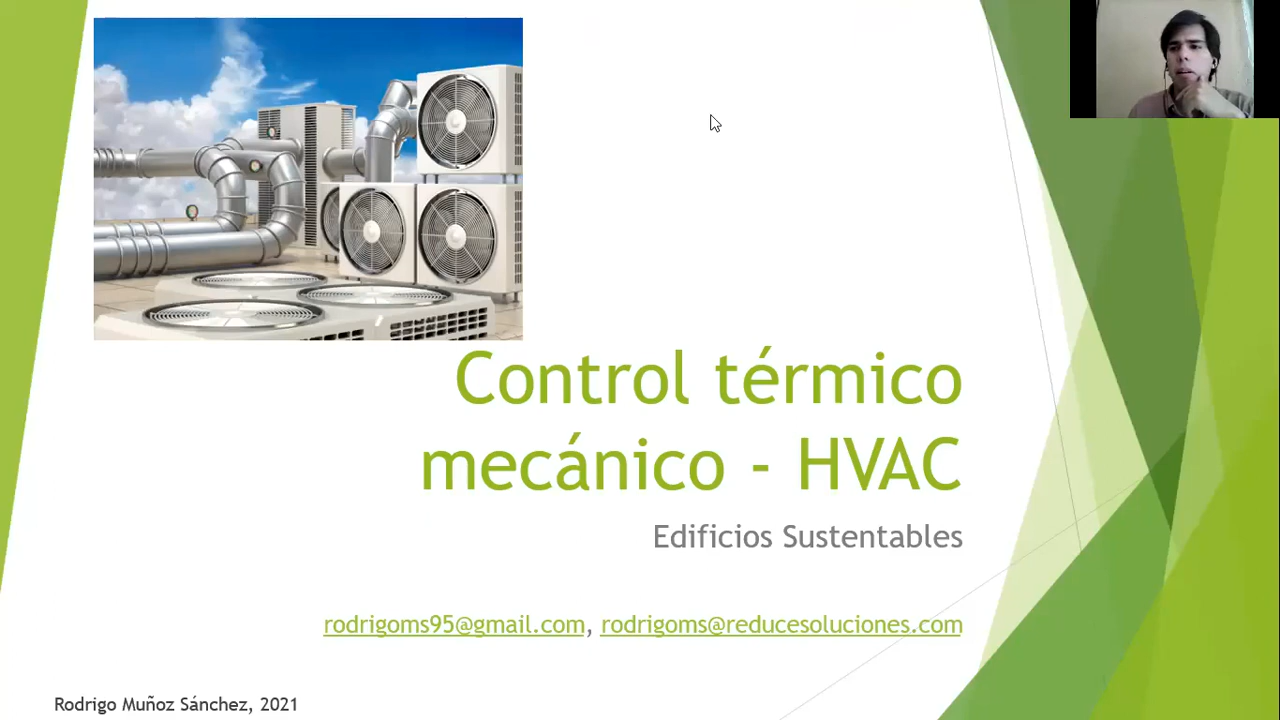 Control térmico
mecánico - HVAC
Edificios Sustentables
rodrigoms95@gmail.com, rodrigoms@reducesoluciones.com
Rodrigo Muñoz Sánchez, 2021